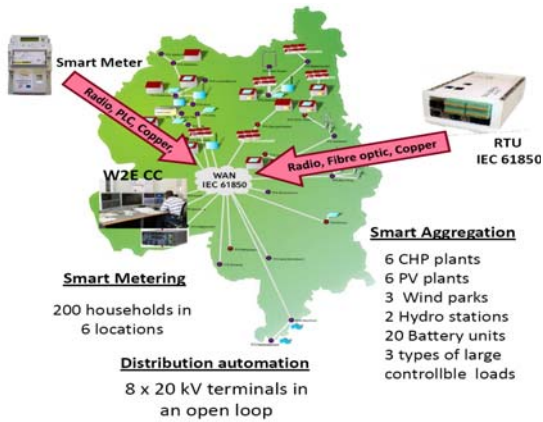 Smart Meter
Radio, PLC, Copper,
RTU
IEC 61850
Radio, Fibre optic, Copper
W2E CC
WAN
IEC 61850
Smart Metering
200 households in
6 locations
Smart Aggregation
6 CHP plants
6 PV plants
3 Wind parks
2 Hydro stations
20 Battery units
3 types of large
controllble loads
Distribution automation
8 x 20 kV terminals in
an open loop